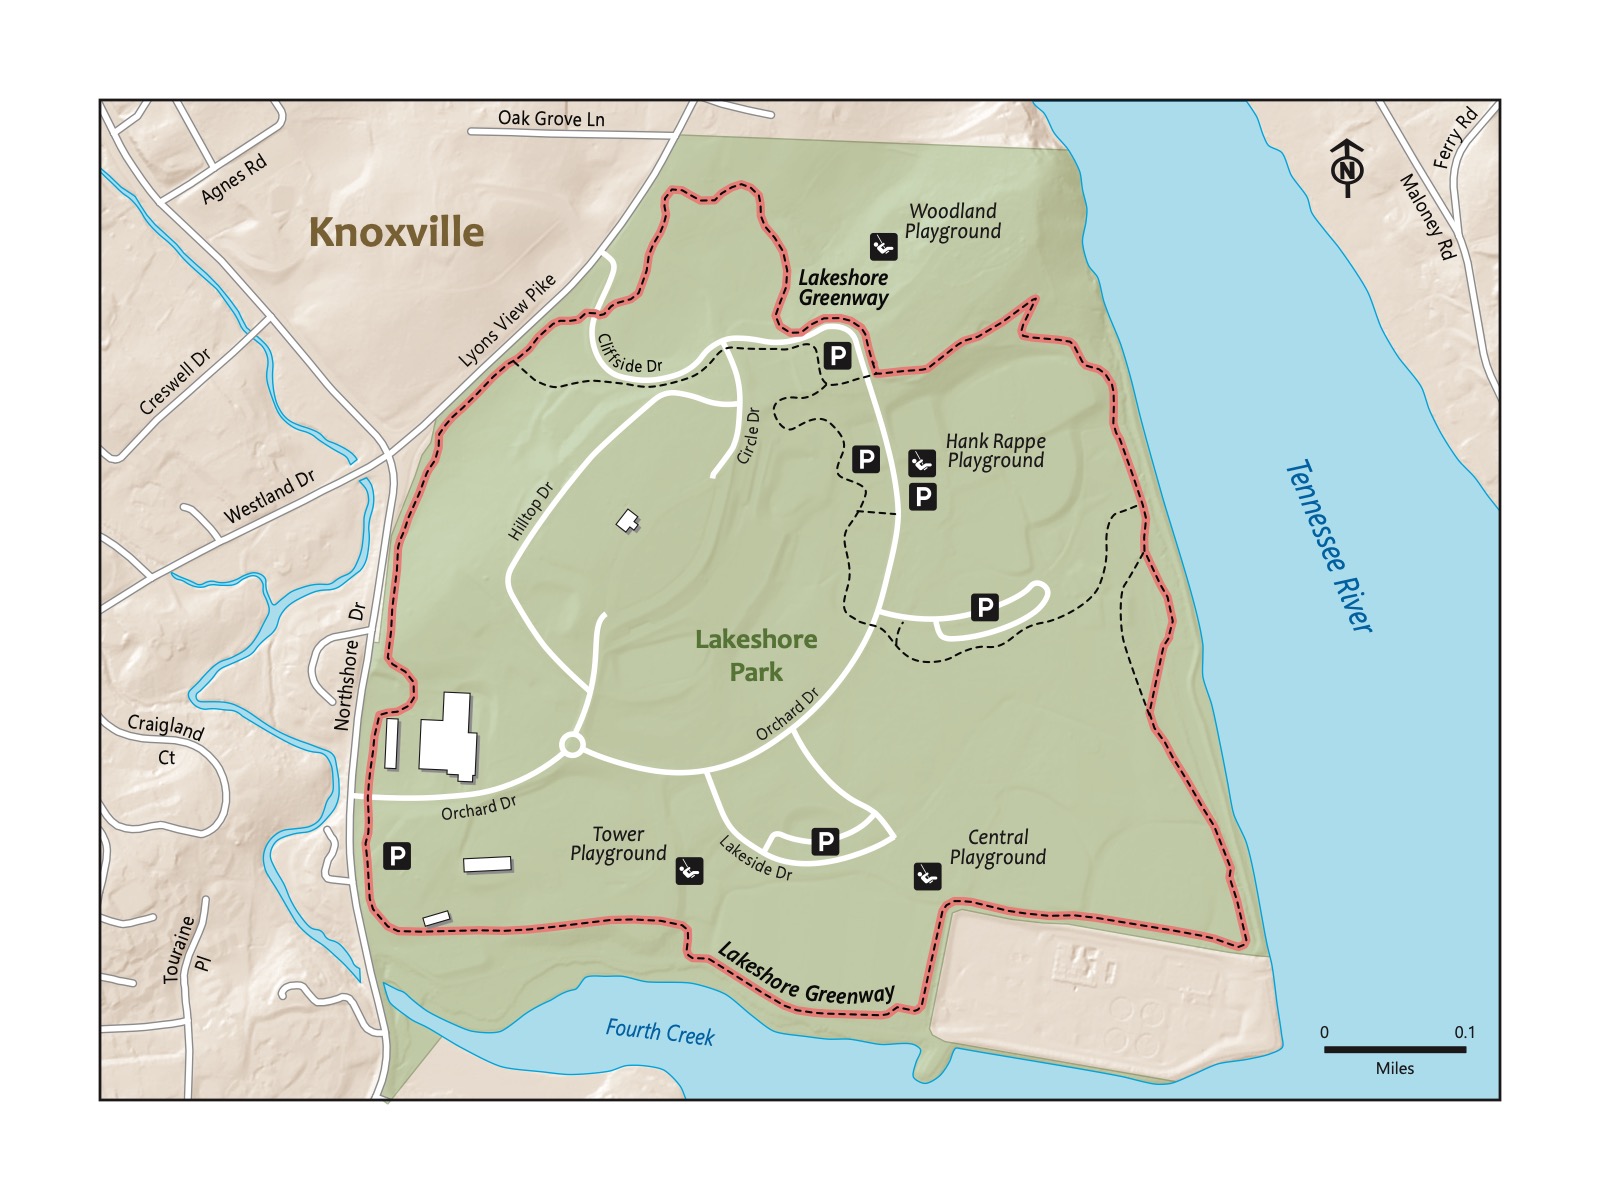 Oak Grove Ln
Agnes Rd
Ferry Rd
Maloney Rd
N
Knoxville
Woodland
Playground
Lakeshore
Greenway
Lyons View Pike
Cliffside Dr
P
Creswell Dr
Circle Dr
Hank Rappe
Playground
P
P
Westland Dr
Hilltop Dr
Tennessee River
Northshore Dr
P
Lakeshore
Park
Orchard Dr
Craigland
Ct
Orchard Dr
Tower
Playground
P
Lakeside Dr
Central
Playground
P
Touraine
Pl
Lakeshore Greenway
Fourth Creek
0 0.1
Miles